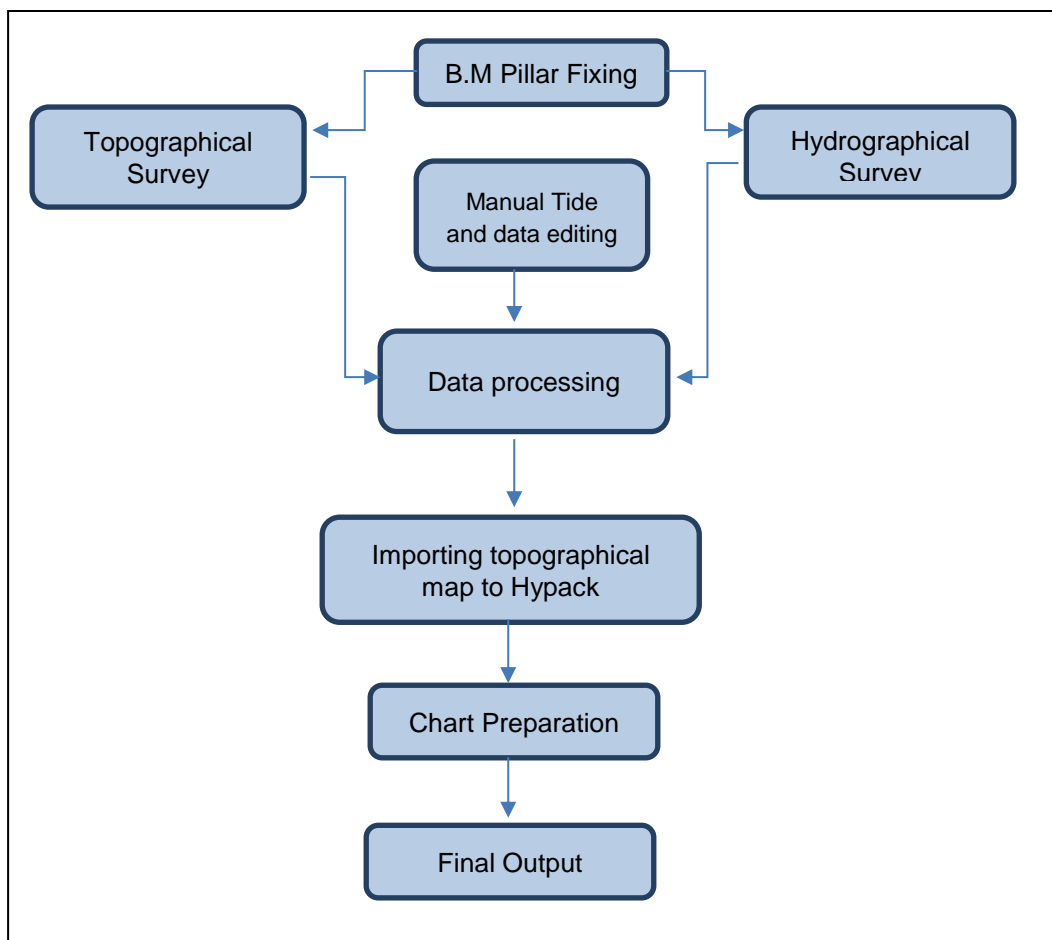 B.M Pillar Fixing
Topographical
Survey
Hydrographical
Survey
Manual Tide
and data editing
Data processing
Importing topographical
map to Hypack
Chart Preparation
Final Output